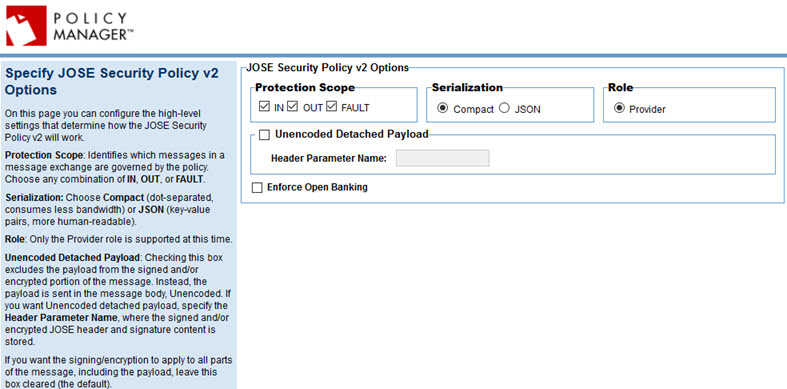 POLICY
MANAGER™
Specify JOSE Security Policy v2
Options
On this page you can configure the high-level
settings that determine how the JOSE Security
Policy v2 will work.
Protection Scope: Identifies which messages in a
message exchange are governed by the policy.
Choose any combination of IN, OUT, or FAULT.
Serialization: Choose Compact (dot-separated,
consumes less bandwidth) or JSON (key-value
pairs, more human-readable).
Role: Only the Provider role is supported at this time.
Unencoded Detached Payload: Checking this box
excludes the payload from the signed and/or
encrypted portion of the message. Instead, the
payload is sent in the message body, Unencoded. If
you want Unencoded detached payload, specify the
Header Parameter Name, where the signed and/or
encrypted JOSE header and signature content is
stored.
If you want the signing/encryption to apply to all parts
of the message, including the payload, leave this
box cleared (the default).
JOSE Security Policy v2 Options
Protection Scope
IN OUT FAULT
Serialization
Compact JSON
Role
Provider
Unencoded Detached Payload
Header Parameter Name:
Enforce Open Banking